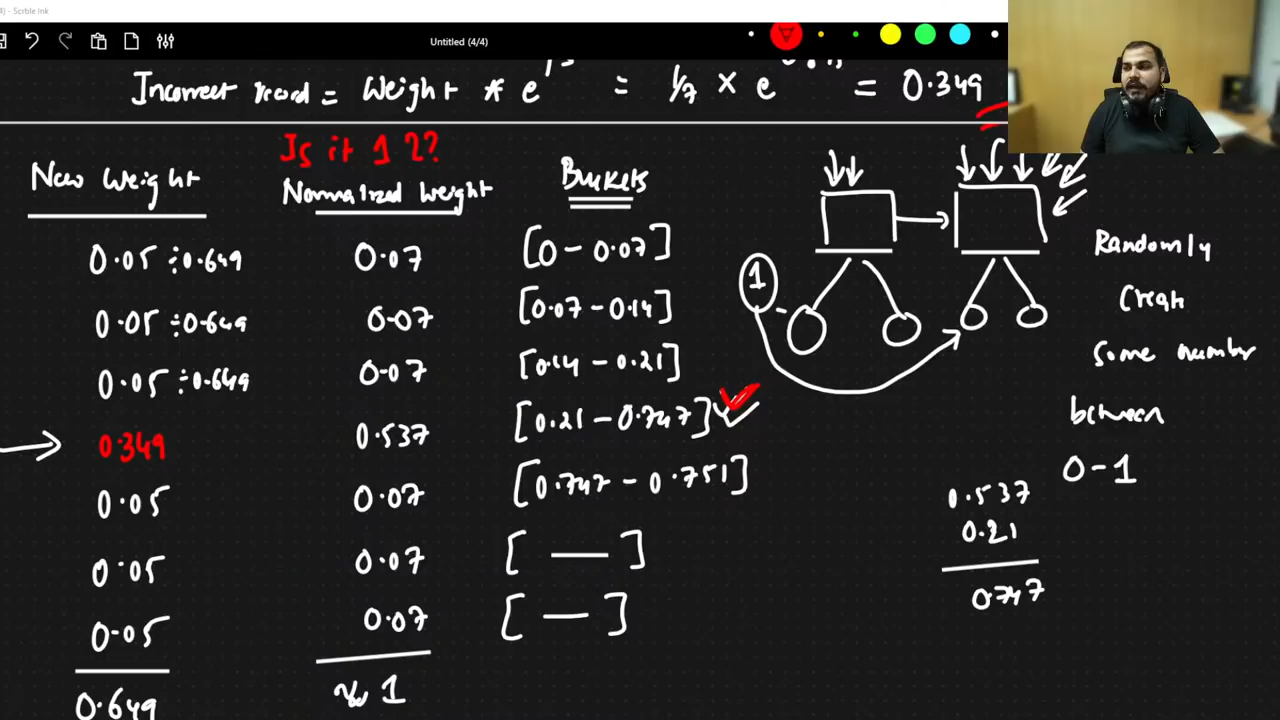 Untitled (4/4)
Incorrect record = Weight * e = 1/7 x e = 0.349
Is it 1 ??
New Weight
Normalized Weight
Buckets
0.05 ÷ 0.649
0.07
[0 – 0.07]
0.05 ÷ 0.649
0.07
[0.07 – 0.14]
0.05 ÷ 0.649
0.07
[0.14 – 0.21]
0.349
0.537
[0.21 – 0.747]
0.05
0.07
[0.747 – 0.751]
0.05
0.07
[ — ]
0.05
0.07
[ — ]
0.649
≈ 1
1
Randomly
Create
Some number
between
0 – 1
0.537
0.21
0.747